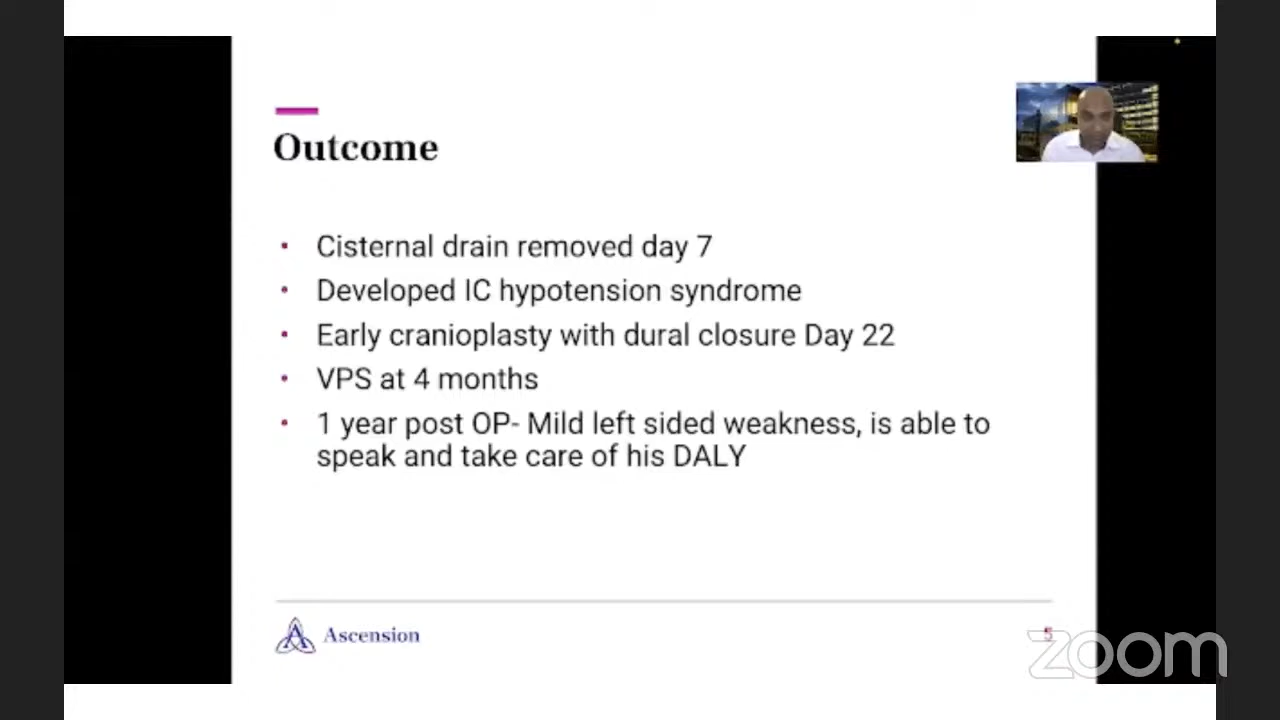 Outcome
• Cisternal drain removed day 7
• Developed IC hypotension syndrome
• Early cranioplasty with dural closure Day 22
• VPS at 4 months
• 1 year post OP- Mild left sided weakness, is able to
speak and take care of his DALY
Ascension
5
zoom